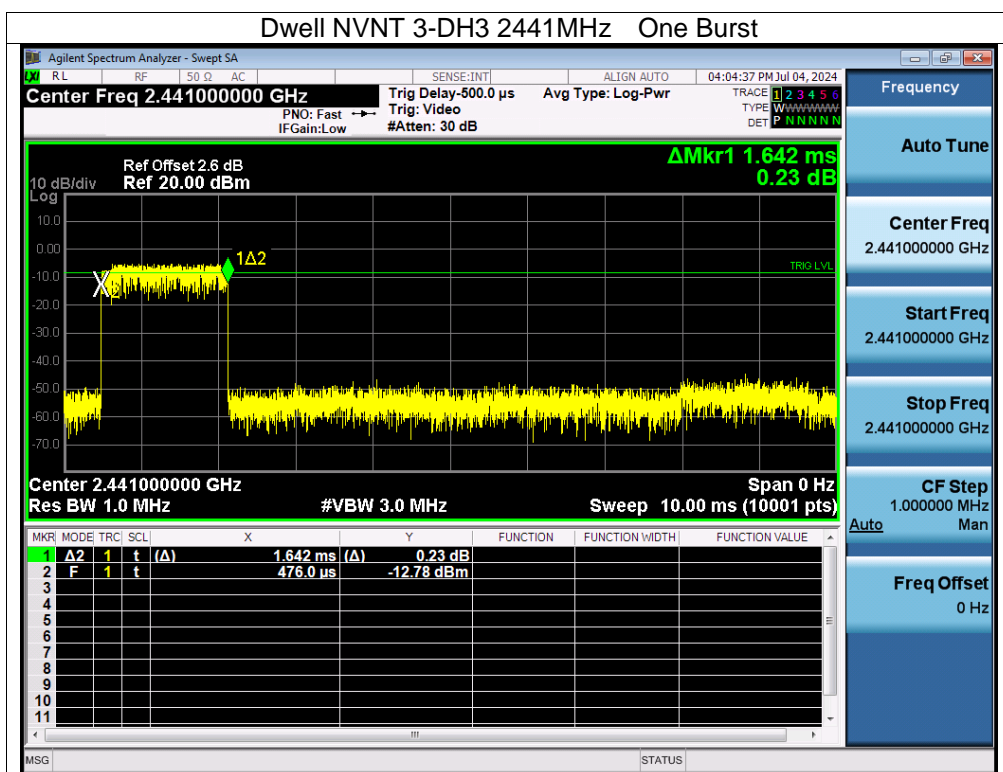 Dwell NVNT 3-DH3 2441MHz One Burst
Agilent Spectrum Analyzer - Swept SA
LXI RL RF 50 Ω AC SENSE:INT ALIGN AUTO 04:04:37 PM Jul 04, 2024
Center Freq 2.441000000 GHz Trig Delay-500.0 µs Avg Type: Log-Pwr TRACE 1 2 3 4 5 6
PNO: Fast Trig: Video TYPE WWWWWW
IFGain:Low #Atten: 30 dB DET P N N N N N
ΔMkr1 1.642 ms
0.23 dB
Ref Offset 2.6 dB
10 dB/div Ref 20.00 dBm
Log
10.0
0.00
1Δ2
TRIG LVL
-10.0
2
-20.0
-30.0
-40.0
-50.0
-60.0
-70.0
Center 2.441000000 GHz Span 0 Hz
Res BW 1.0 MHz #VBW 3.0 MHz Sweep 10.00 ms (10001 pts)
MKR MODE TRC SCL X Y FUNCTION FUNCTION WIDTH FUNCTION VALUE
1 Δ2 1 t (Δ) 1.642 ms (Δ) 0.23 dB
2 F 1 t 476.0 µs -12.78 dBm
3
4
5
6
7
8
9
10
11
MSG STATUS
Frequency
Auto Tune
Center Freq
2.441000000 GHz
Start Freq
2.441000000 GHz
Stop Freq
2.441000000 GHz
CF Step
1.000000 MHz
Auto Man
Freq Offset
0 Hz